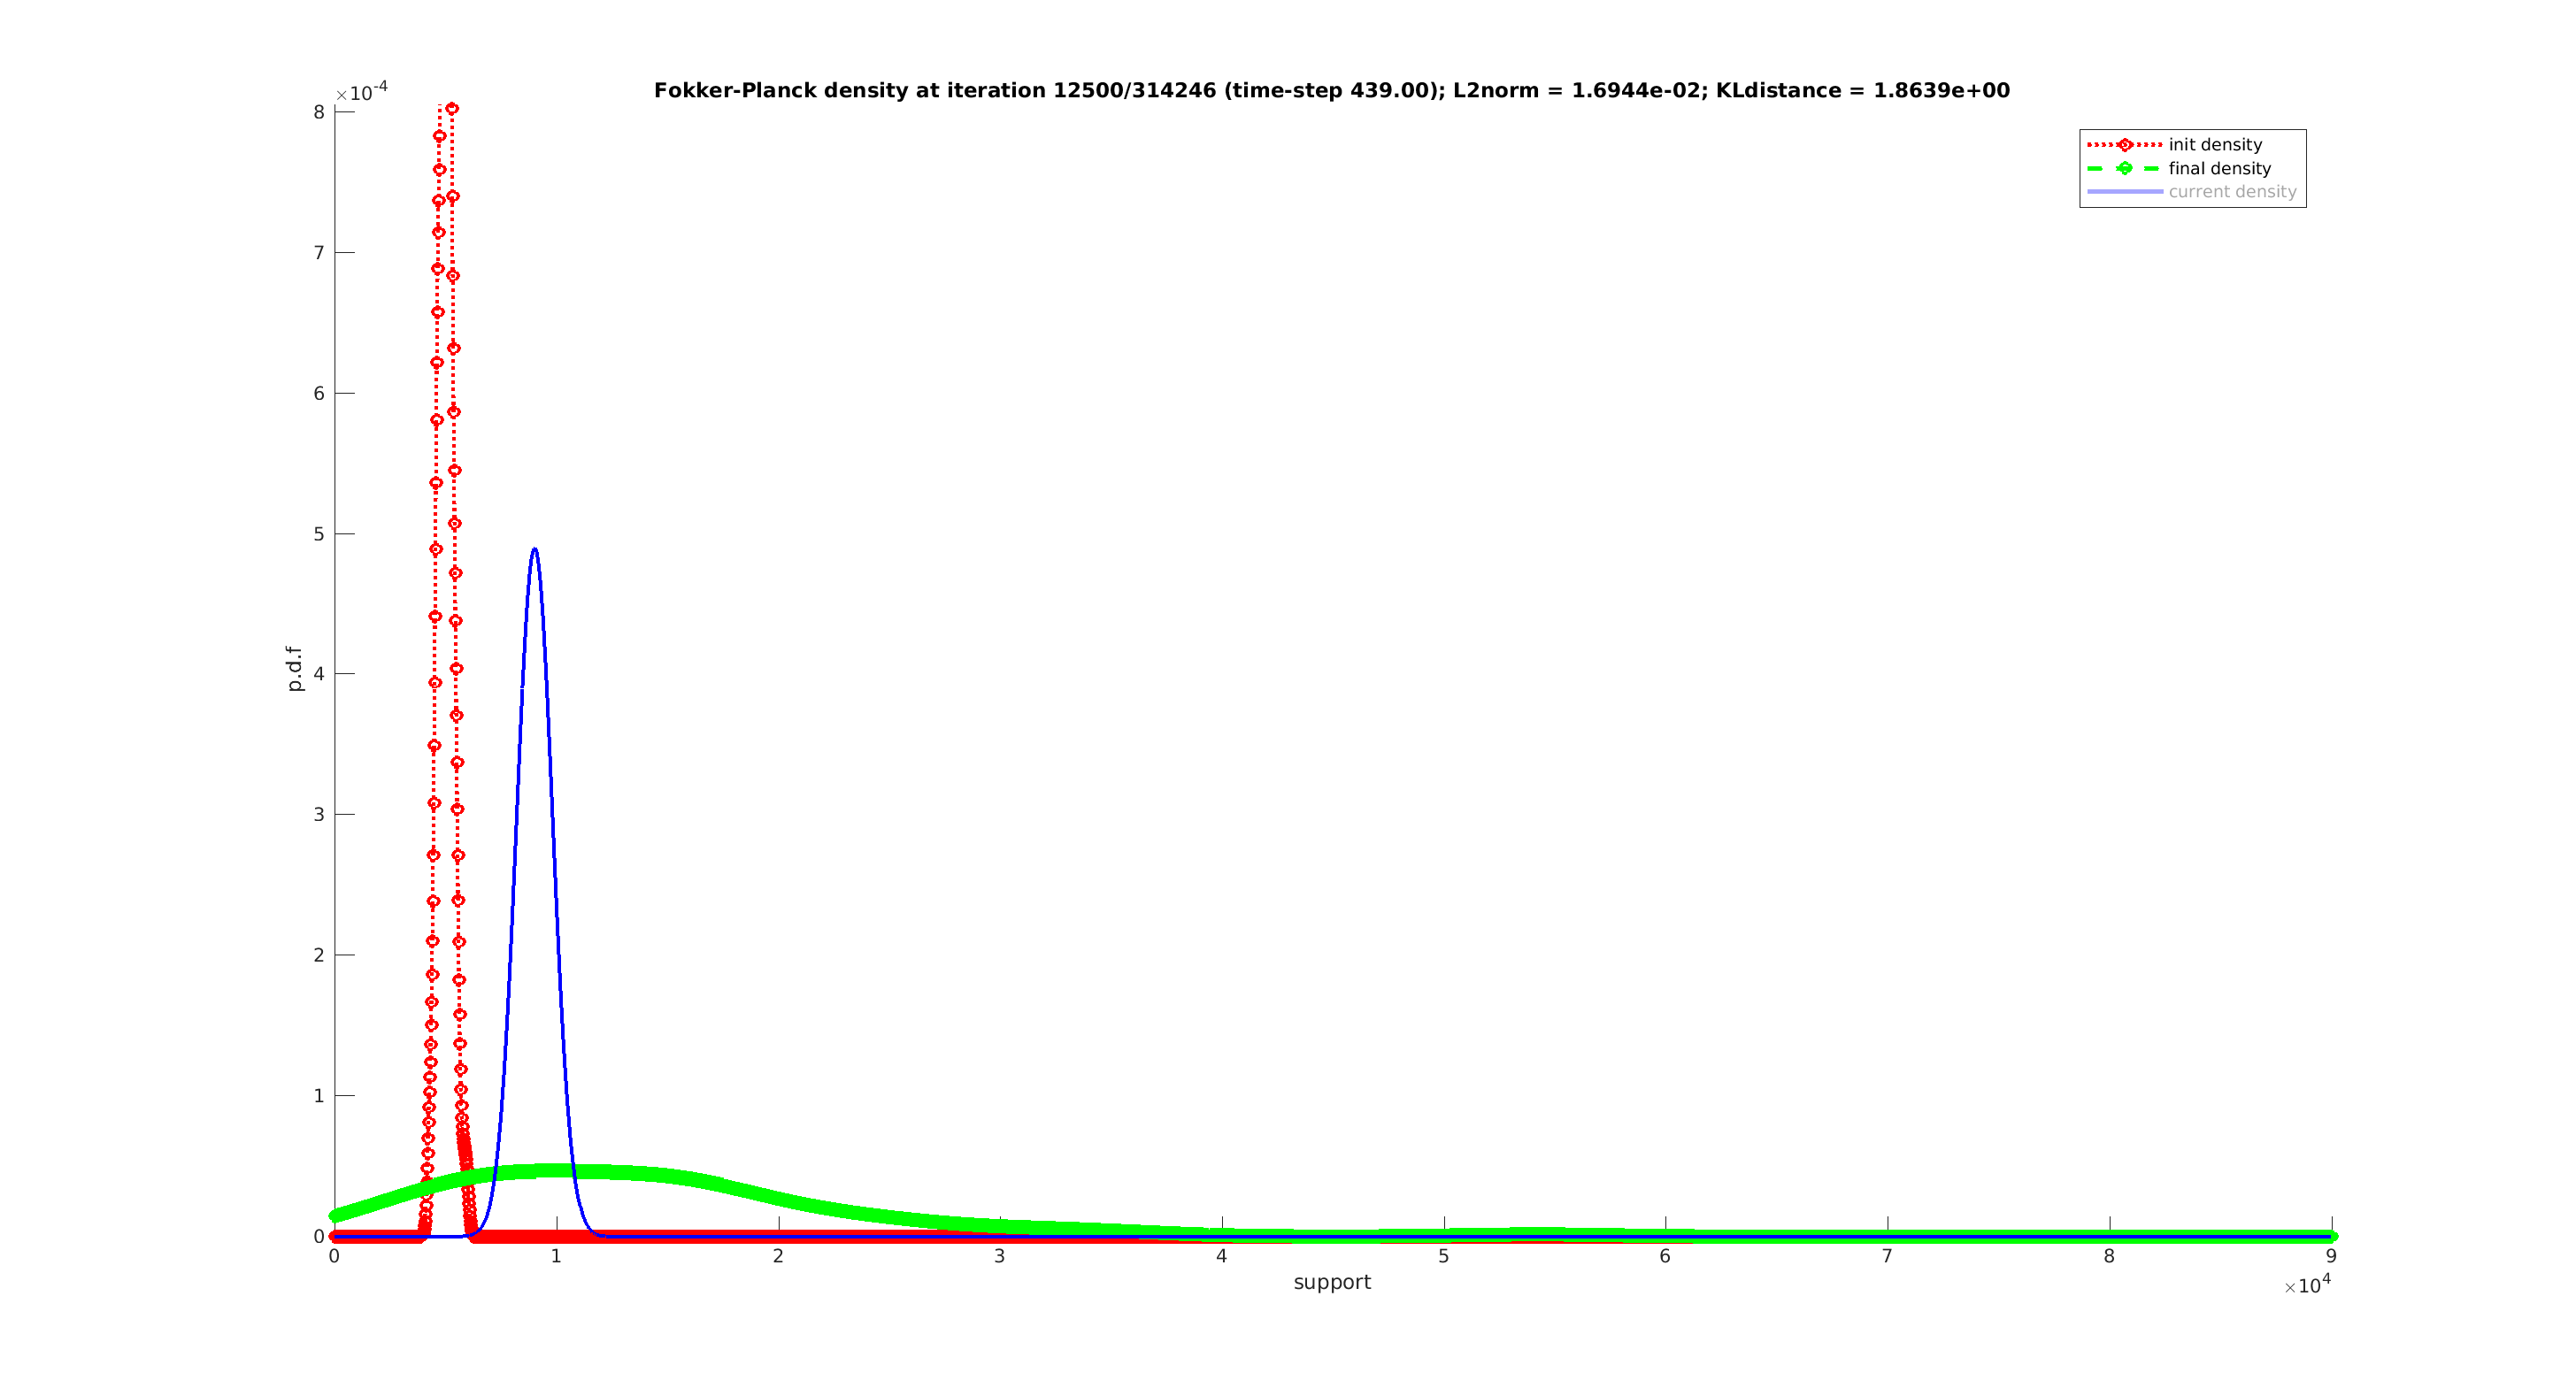 Fokker-Planck density at iteration 12500/314246 (time-step 439.00); L2norm = 1.6944e-02; KLdistance = 1.8639e+00
×10-4
8
7
6
5
4
3
2
1
0
p.d.f
init density
final density
current density
0 1 2 3 4 5 6 7 8 9
support
×104